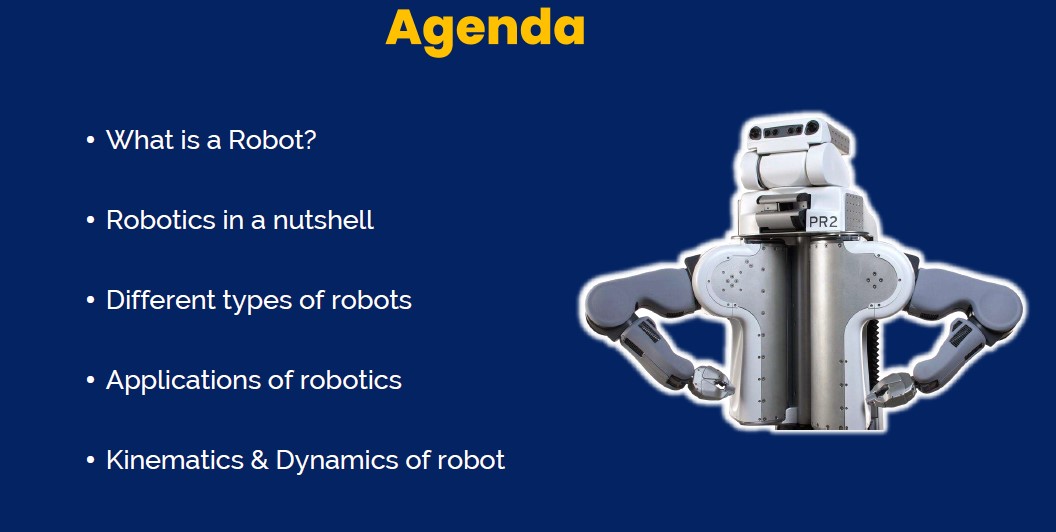 Agenda
• What is a Robot?
• Robotics in a nutshell
PR2
• Different types of robots
• Applications of robotics
• Kinematics & Dynamics of robot